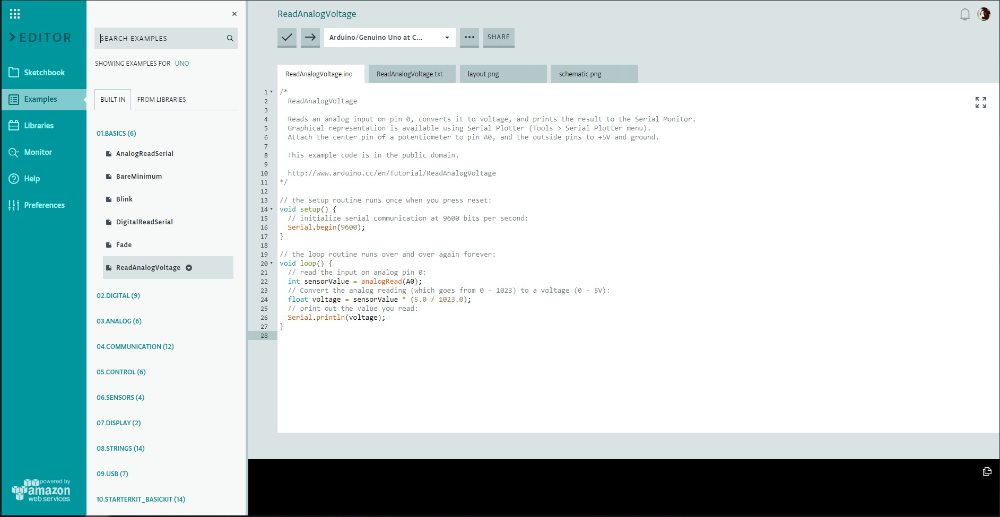 EDITOR
Sketchbook
Examples
Libraries
Monitor
Help
Preferences
powered by
amazon
web services
SEARCH EXAMPLES
SHOWING EXAMPLES FOR UNO
BUILT IN FROM LIBRARIES
01.BASICS (6)
AnalogReadSerial
BareMinimum
Blink
DigitalReadSerial
Fade
ReadAnalogVoltage
02.DIGITAL (9)
03.ANALOG (6)
04.COMMUNICATION (12)
05.CONTROL (6)
06.SENSORS (4)
07.DISPLAY (2)
08.STRINGS (14)
09.USB (7)
10.STARTERKIT_BASICKIT (14)
ReadAnalogVoltage
Arduino/Genuino Uno at C... SHARE
ReadAnalogVoltage.ino ReadAnalogVoltage.txt layout.png schematic.png
1 /*
2 ReadAnalogVoltage
3
4 Reads an analog input on pin 0, converts it to voltage, and prints the result to the Serial Monitor.
5 Graphical representation is available using Serial Plotter (Tools > Serial Plotter menu).
6 Attach the center pin of a potentiometer to pin A0, and the outside pins to +5V and ground.
7
8 This example code is in the public domain.
9
10 http://www.arduino.cc/en/Tutorial/ReadAnalogVoltage
11 */
12
13 // the setup routine runs once when you press reset:
14 void setup() {
15 // initialize serial communication at 9600 bits per second:
16 Serial.begin(9600);
17 }
18
19 // the loop routine runs over and over again forever:
20 void loop() {
21 // read the input on analog pin 0:
22 int sensorValue = analogRead(A0);
23 // Convert the analog reading (which goes from 0 - 1023) to a voltage (0 - 5V):
24 float voltage = sensorValue * (5.0 / 1023.0);
25 // print out the value you read:
26 Serial.println(voltage);
27 }
28